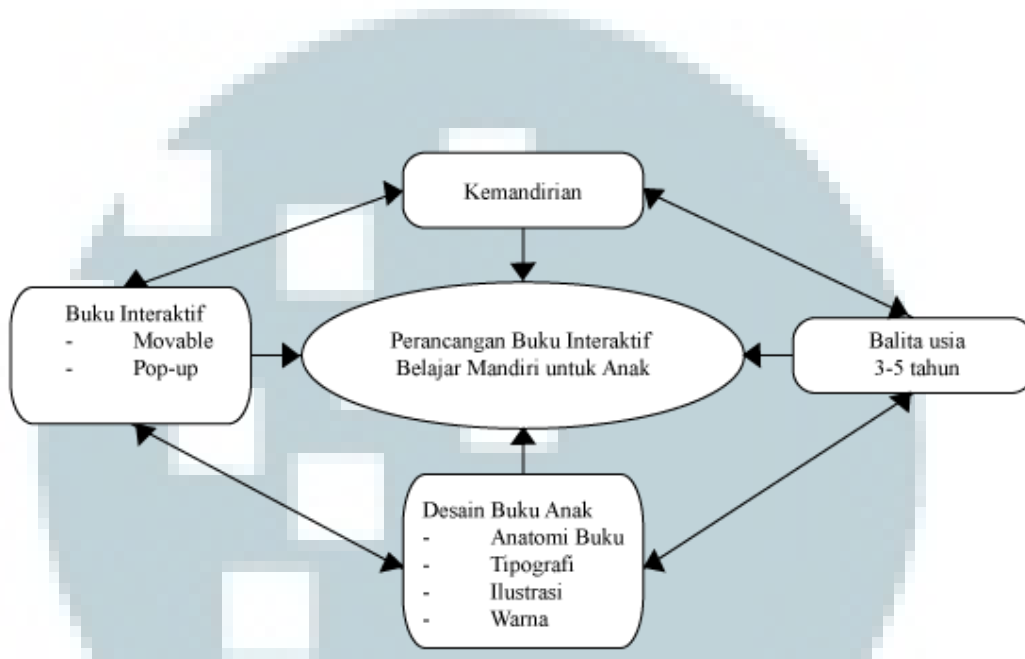 Kemandirian
Buku Interaktif
- Movable
- Pop-up
Perancangan Buku Interaktif
Belajar Mandiri untuk Anak
Balita usia
3-5 tahun
Desain Buku Anak
- Anatomi Buku
- Tipografi
- Ilustrasi
- Warna